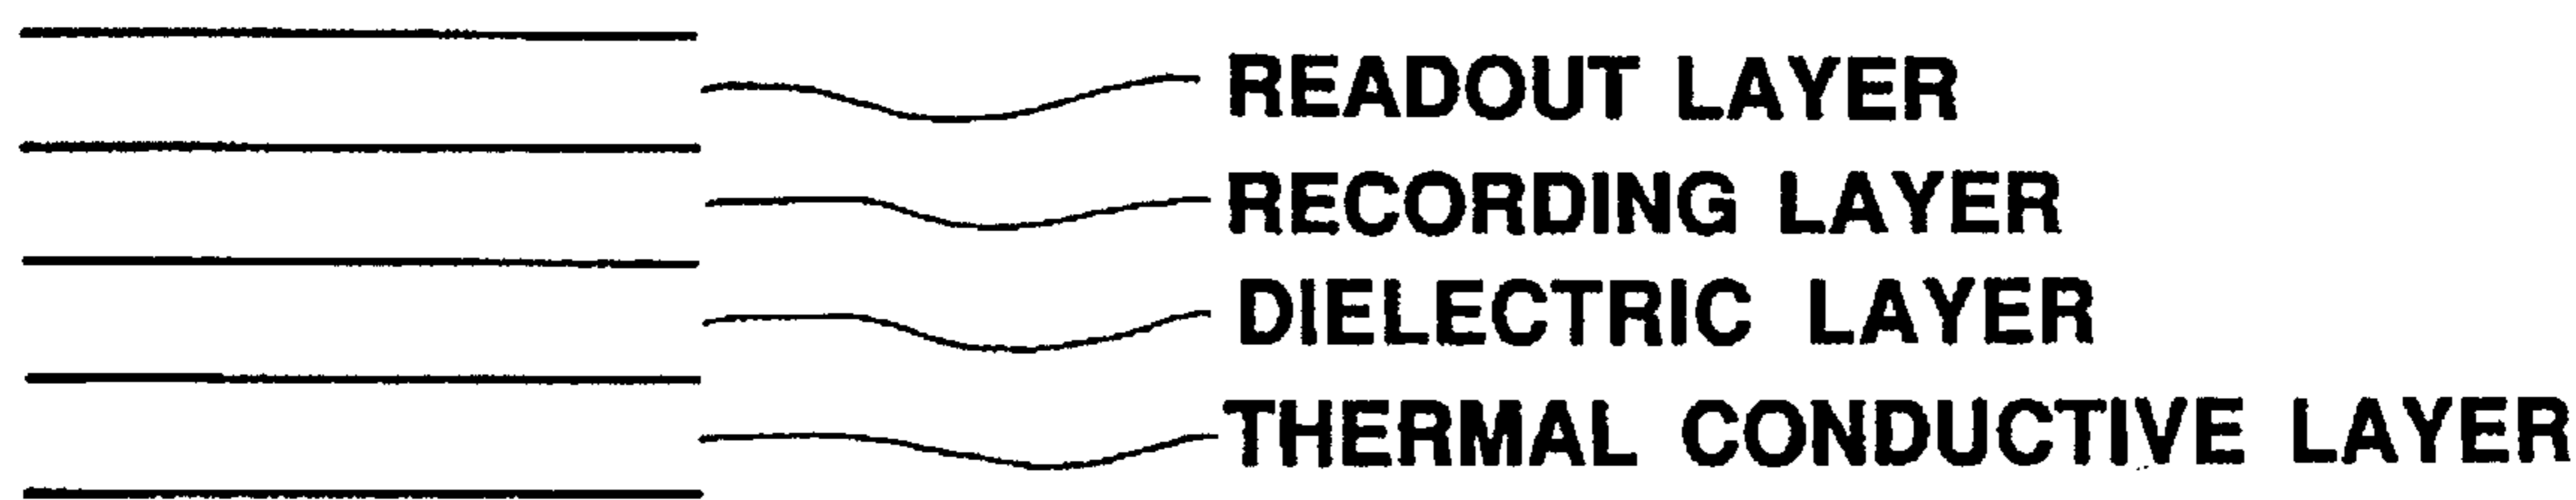 READOUT LAYER
RECORDING LAYER
DIELECTRIC LAYER
THERMAL CONDUCTIVE LAYER